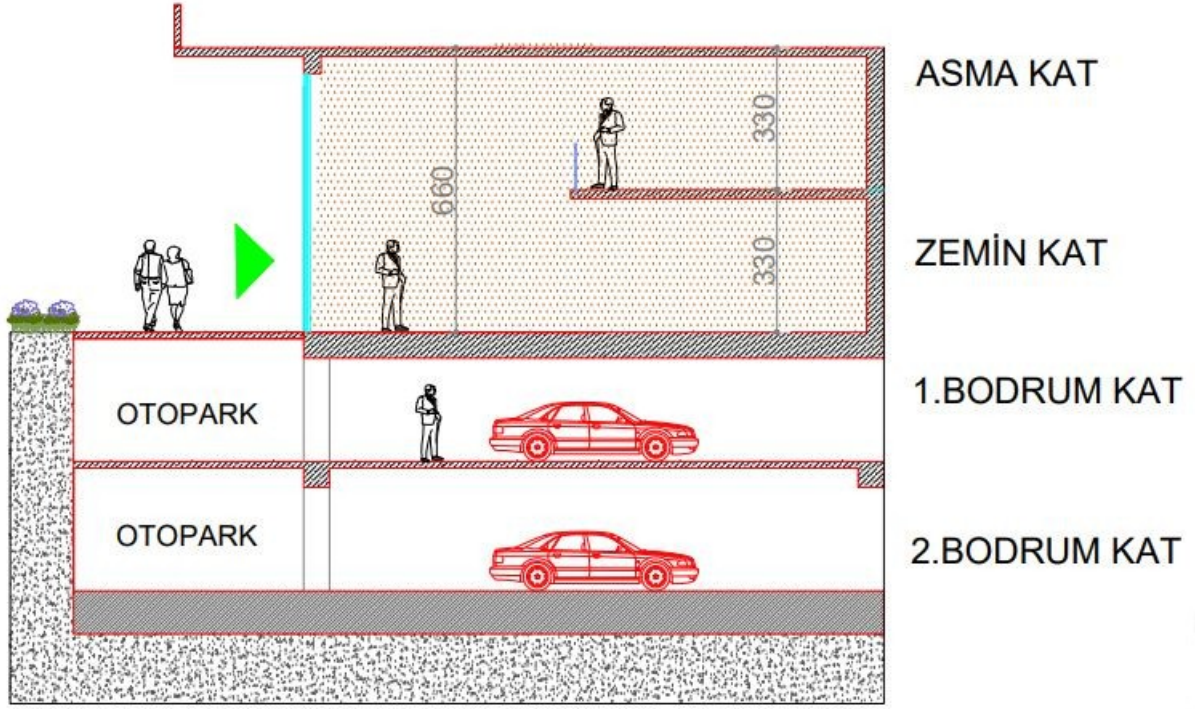 ASMA KAT
330
660
ZEMİN KAT
330
1.BODRUM KAT
OTOPARK
OTOPARK
2.BODRUM KAT